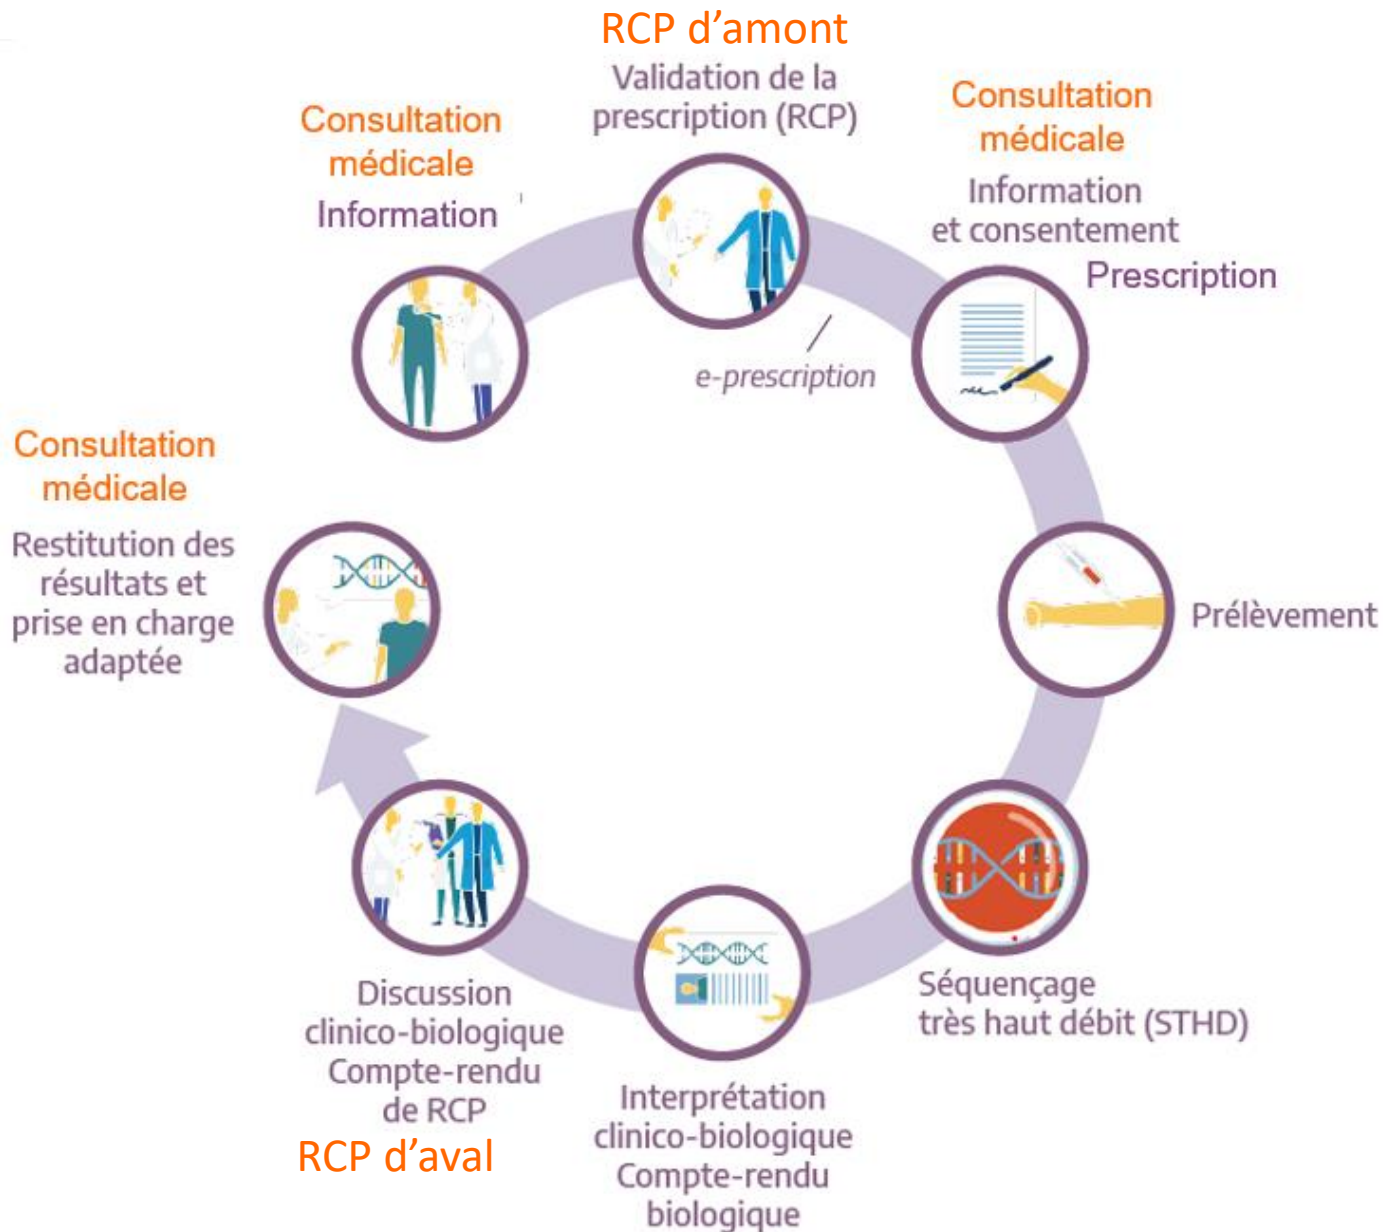 RCP d’amont
Validation de la
prescription (RCP)
Consultation
médicale
Information
Consultation
médicale
Information
et consentement
Prescription
e-prescription
Consultation
médicale
Restitution des
résultats et
prise en charge
adaptée
Prélèvement
Séquençage
très haut débit (STHD)
Discussion
clinico-biologique
Compte-rendu
de RCP
RCP d’aval
Interprétation
clinico-biologique
Compte-rendu
biologique